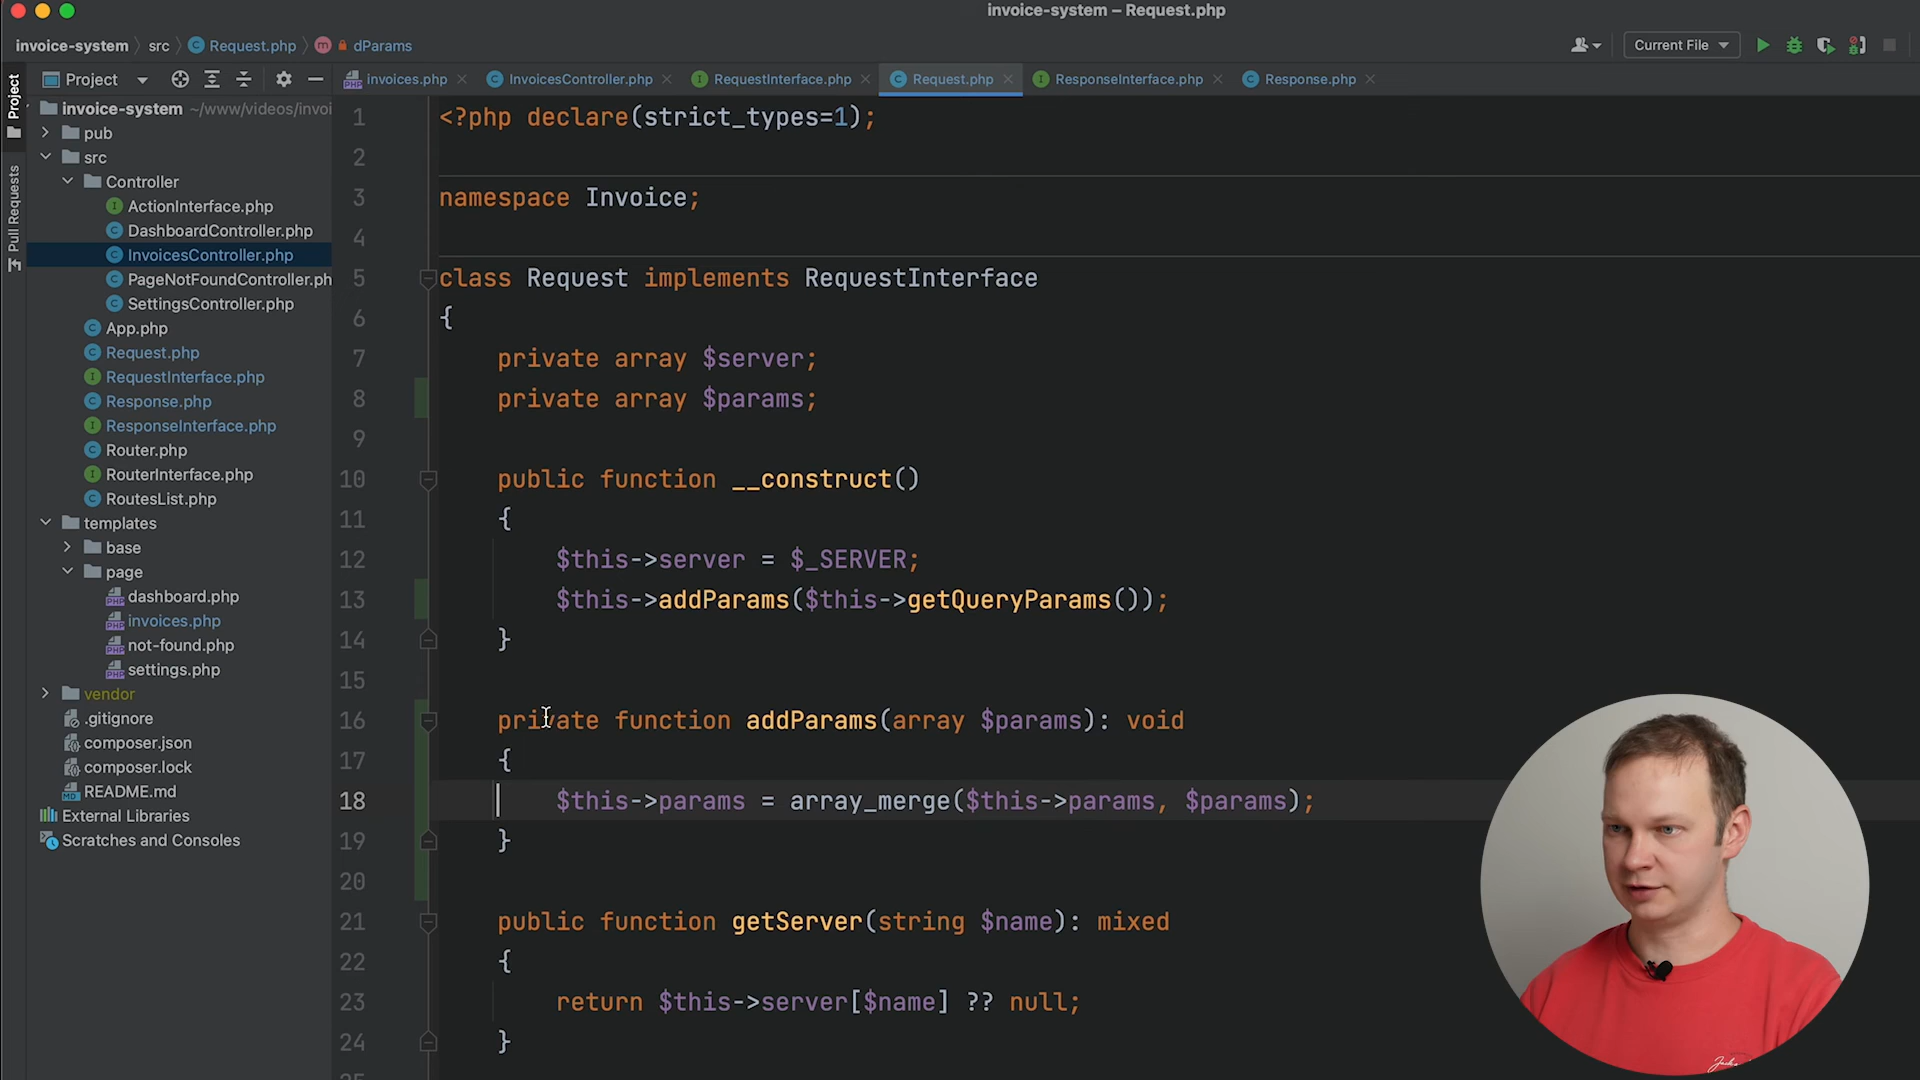 invoice-system – Request.php
invoice-system
src
Request.php
dParams
Current File
Project
Pull Requests
Project
invoices.php
InvoicesController.php
RequestInterface.php
Request.php
ResponseInterface.php
Response.php
invoice-system ~/www/videos/invoi
pub
src
Controller
ActionInterface.php
DashboardController.php
InvoicesController.php
PageNotFoundController.ph
SettingsController.php
App.php
Request.php
RequestInterface.php
Response.php
ResponseInterface.php
Router.php
RouterInterface.php
RoutesList.php
templates
base
page
dashboard.php
invoices.php
not-found.php
settings.php
vendor
.gitignore
composer.json
composer.lock
README.md
External Libraries
Scratches and Consoles
1 <?php declare(strict_types=1);
2
3 namespace Invoice;
4
5 class Request implements RequestInterface
6 {
7 private array $server;
8 private array $params;
9
10 public function __construct()
11 {
12 $this->server = $_SERVER;
13 $this->addParams($this->getQueryParams());
14 }
15
16 private function addParams(array $params): void
17 {
18 $this->params = array_merge($this->params, $params);
19 }
20
21 public function getServer(string $name): mixed
22 {
23 return $this->server[$name] ?? null;
24 }